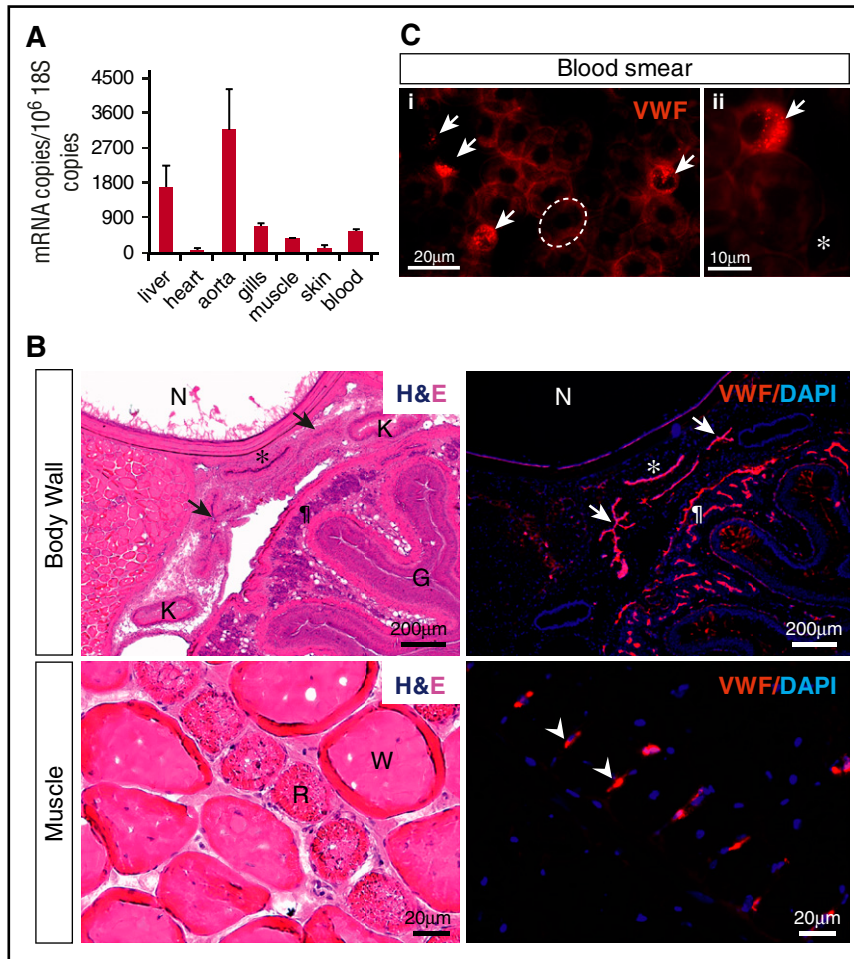 A
mRNA copies/10⁶ 18S
copies
4500
3600
2700
1800
900
0
liver
heart
aorta
gills
muscle
skin
blood
C
Blood smear
i
VWF
20µm
ii
*
10µm
B
Body Wall
N
H&E
K
*
¶
G
K
200µm
N
VWF/DAPI
*
¶
200µm
Muscle
H&E
W
R
20µm
VWF/DAPI
20µm